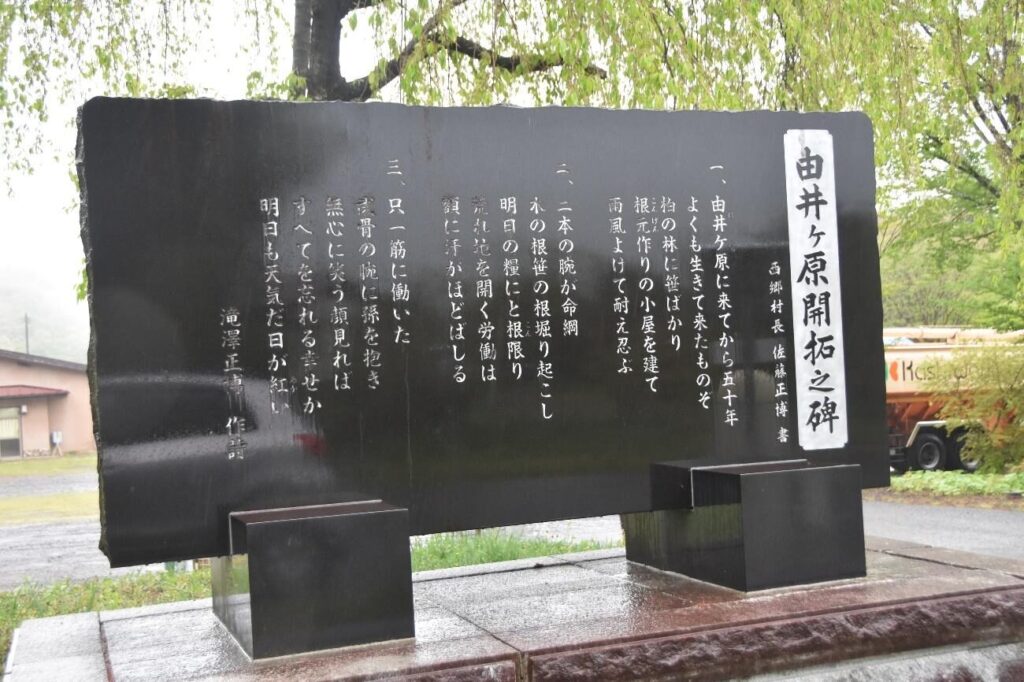 由井ヶ原開拓之碑
西郷村長 佐藤正博 書
一、由井ケ原に来てから五十年
よくも生きて来たものぞ
柏の林に笹ばかり
根元作りの小屋を建て
雨風よけて耐え忍ぶ
二、二本の腕が命綱
木の根笹の根堀り起こし
明日の糧にと根限り
荒れ地を開く労働は
額に汗がほどばしる
三、只一筋に働いた
骨の腕に孫を抱き
無心に笑う顔見れば
すべてを忘れる幸せか
明日も天気だ日が紅い
滝澤正 作詩
Kas